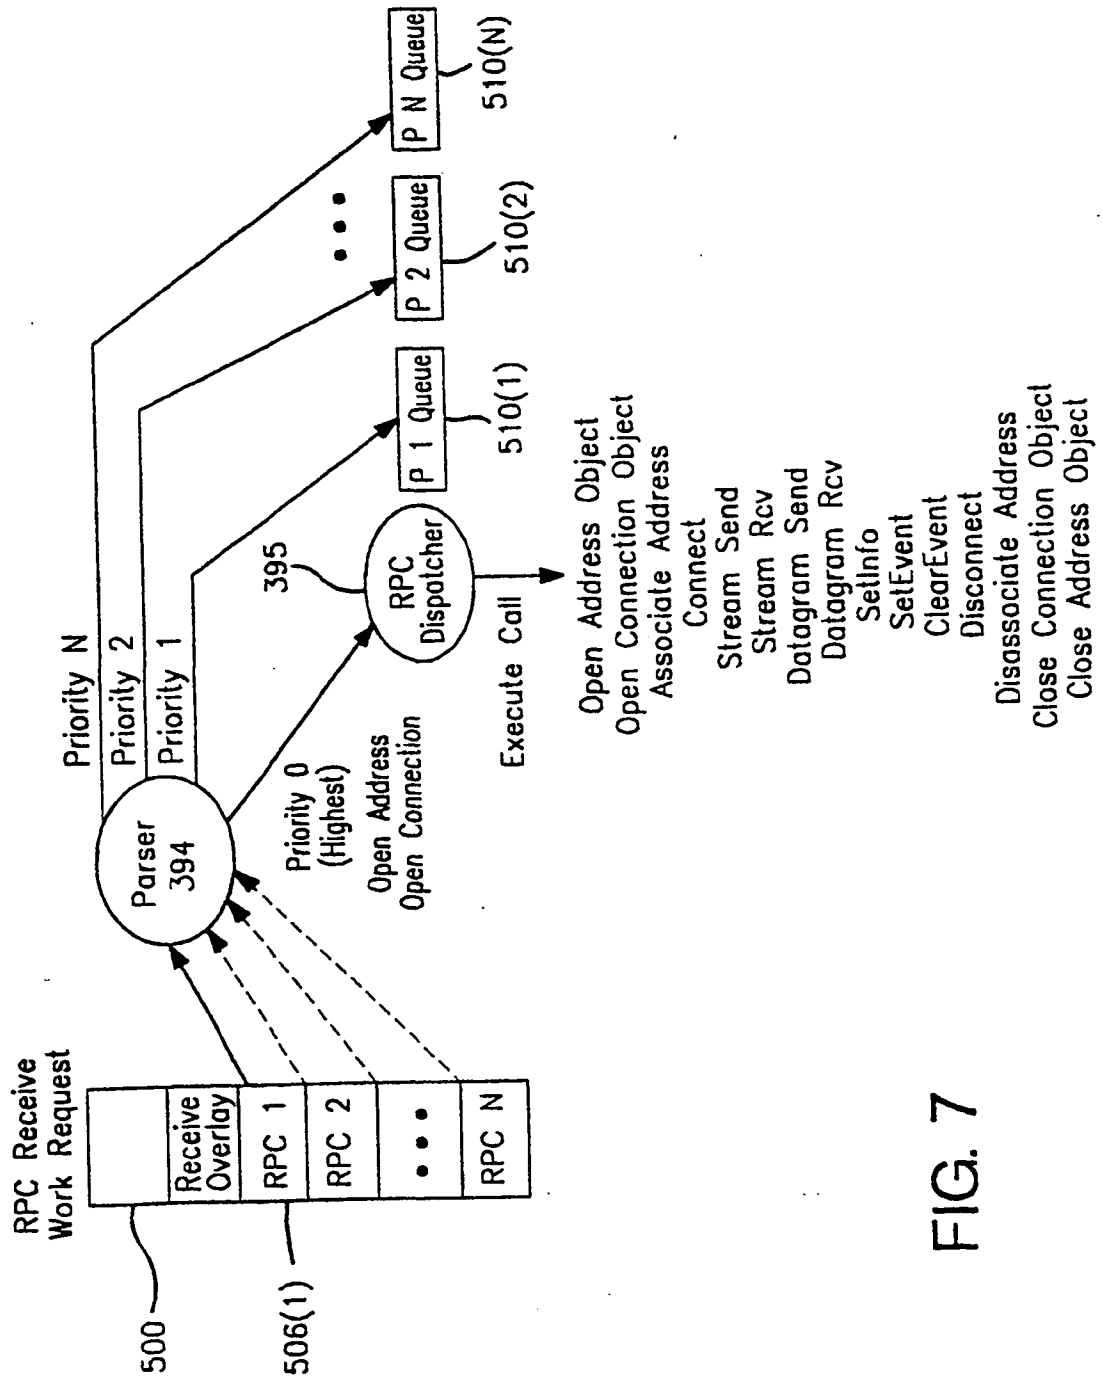 RPC Receive
Work Request
500
Receive
Overlay
RPC 1
RPC 2
•••
RPC N
506(1)
Parser
394
Priority N
Priority 2
Priority 1
Priority 0
(Highest)
Open Address
Open Connection
395
RPC
Dispatcher
P 1 Queue
510(1)
P 2 Queue
510(2)
•••
P N Queue
510(N)
Execute Call
Open Address Object
Open Connection Object
Associate Address
Connect
Stream Send
Stream Rcv
Datagram Send
Datagram Rcv
SetInfo
SetEvent
ClearEvent
Disconnect
Disassociate Address
Close Connection Object
Close Address Object
FIG. 7